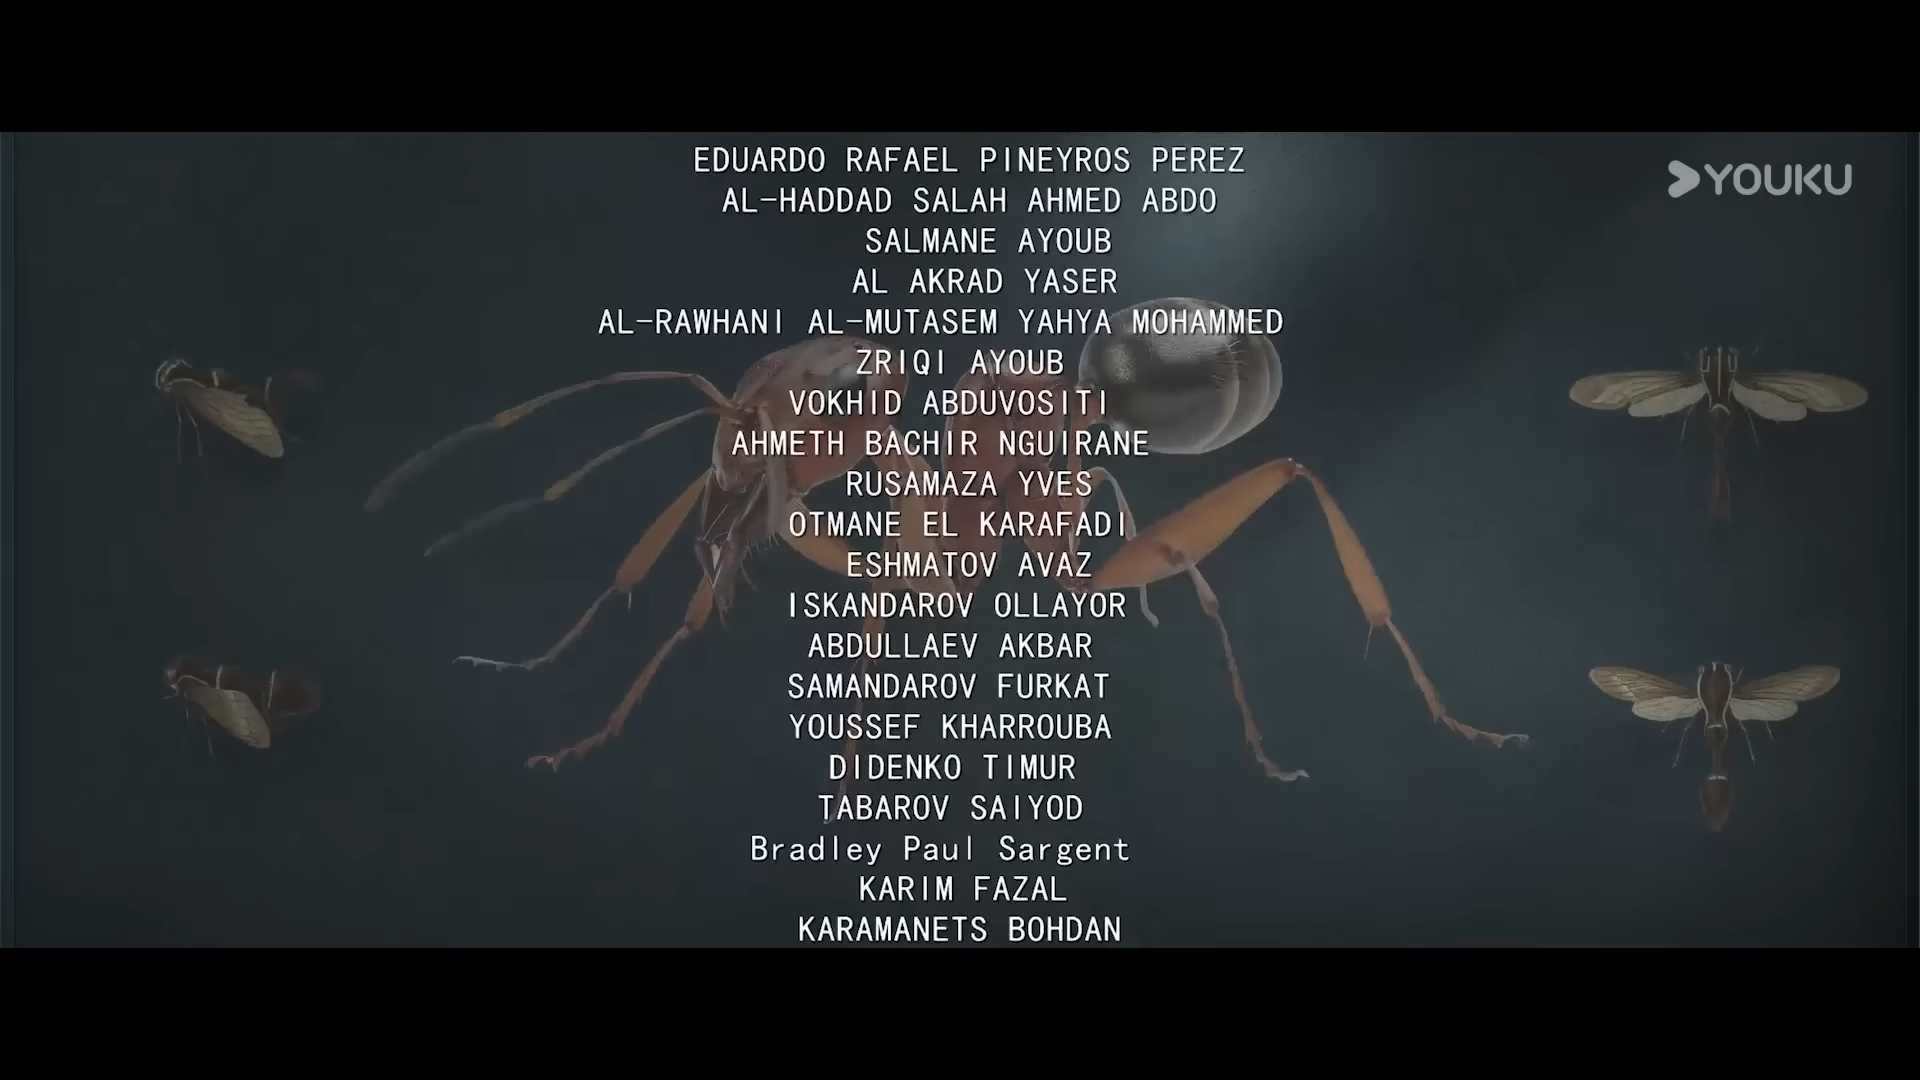 EDUARDO RAFAEL PINEYROS PEREZ
YOUKU
AL-HADDAD SALAH AHMED ABDO
SALMANE AYOUB
AL AKRAD YASER
AL-RAWHANI AL-MUTASEM YAHYA MOHAMMED
ZRIQI AYOUB
VOKHID ABDUVOSITI
AHMETH BACHIR NGUIRANE
RUSAMAZA YVES
OTMANE EL KARAFADI
ESHMATOV AVAZ
ISKANDAROV OLLAYOR
ABDULLAEV AKBAR
SAMANDAROV FURKAT
YOUSSEF KHARROUBA
DIDENKO TIMUR
TABAROV SAIYOD
Bradley Paul Sargent
KARIM FAZAL
KARAMANETS BOHDAN